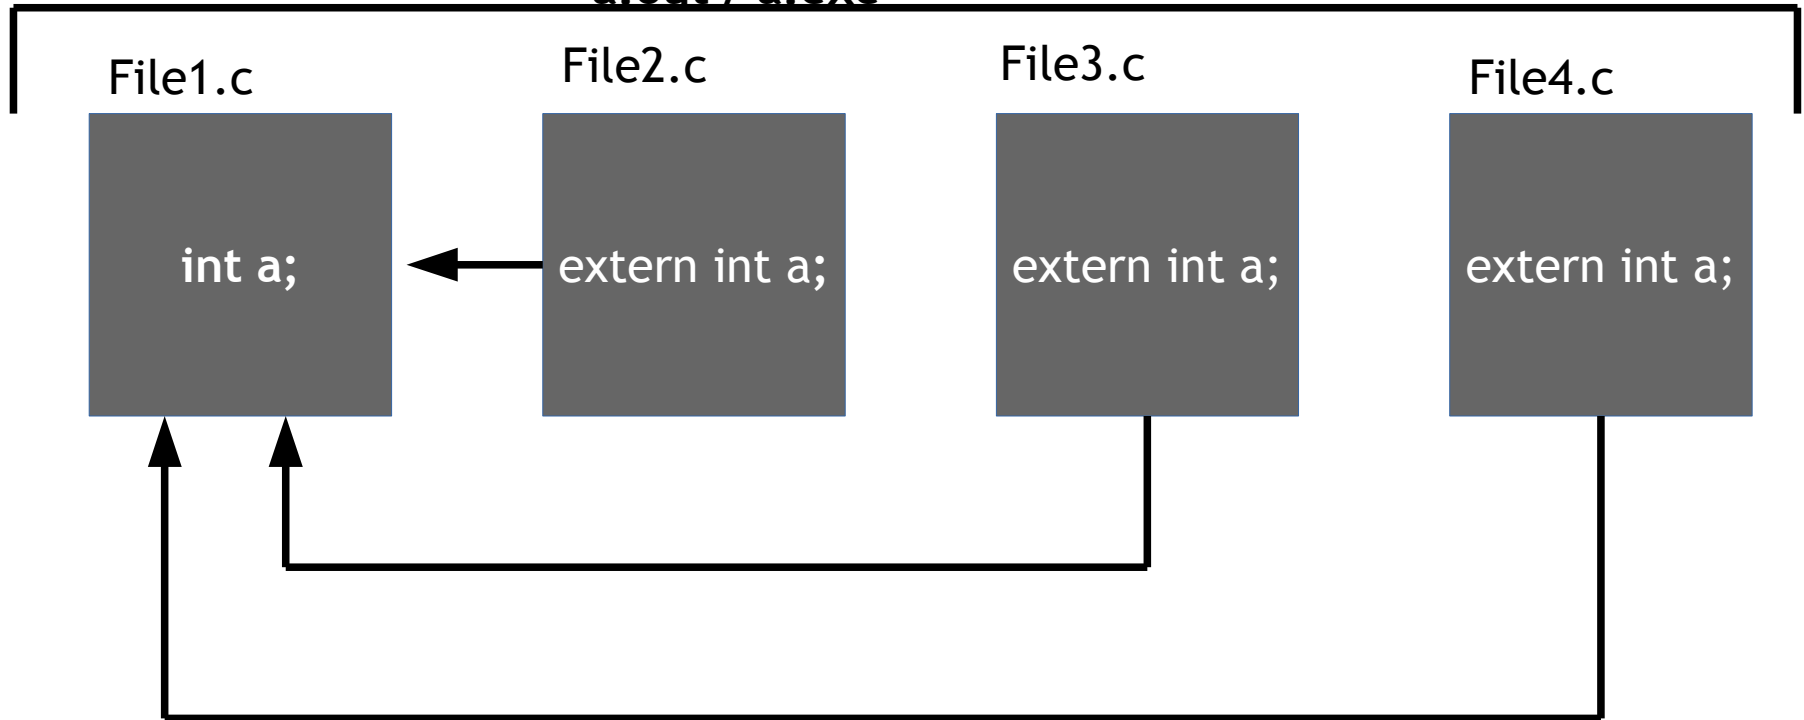 File1.c
File2.c
File3.c
File4.c
int a;
extern int a;
extern int a;
extern int a;